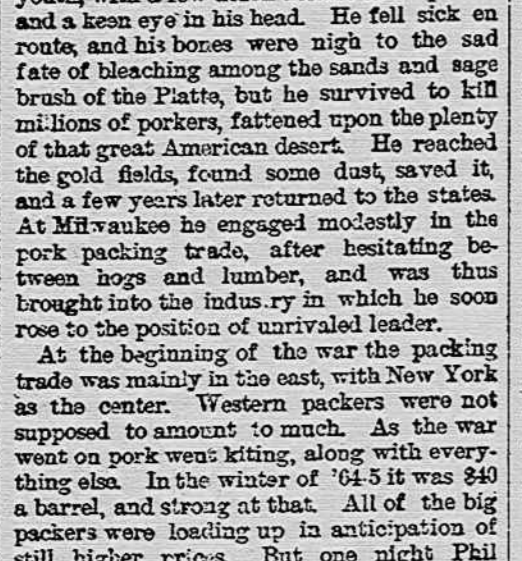 and a keen eye in his head. He fell sick en
route, and his bones were nigh to the sad
fate of bleaching among the sands and sage
brush of the Platte, but he survived to kill
millions of porkers, fattened upon the plenty
of that great American desert. He reached
the gold fields, found some dust, saved it,
and a few years later returned to the states.
At Milwaukee he engaged modestly in the
pork packing trade, after hesitating be-
tween hogs and lumber, and was thus
brought into the indus.ry in which he soon
rose to the position of unrivaled leader.
At the beginning of the war the packing
trade was mainly in the east, with New York
as the center. Western packers were not
supposed to amount to much. As the war
went on pork went kiting, along with every-
thing else. In the winter of '64-5 it was $40
a barrel, and strong at that. All of the big
packers were loading up in anticipation of
still higher prices. But one night Phil